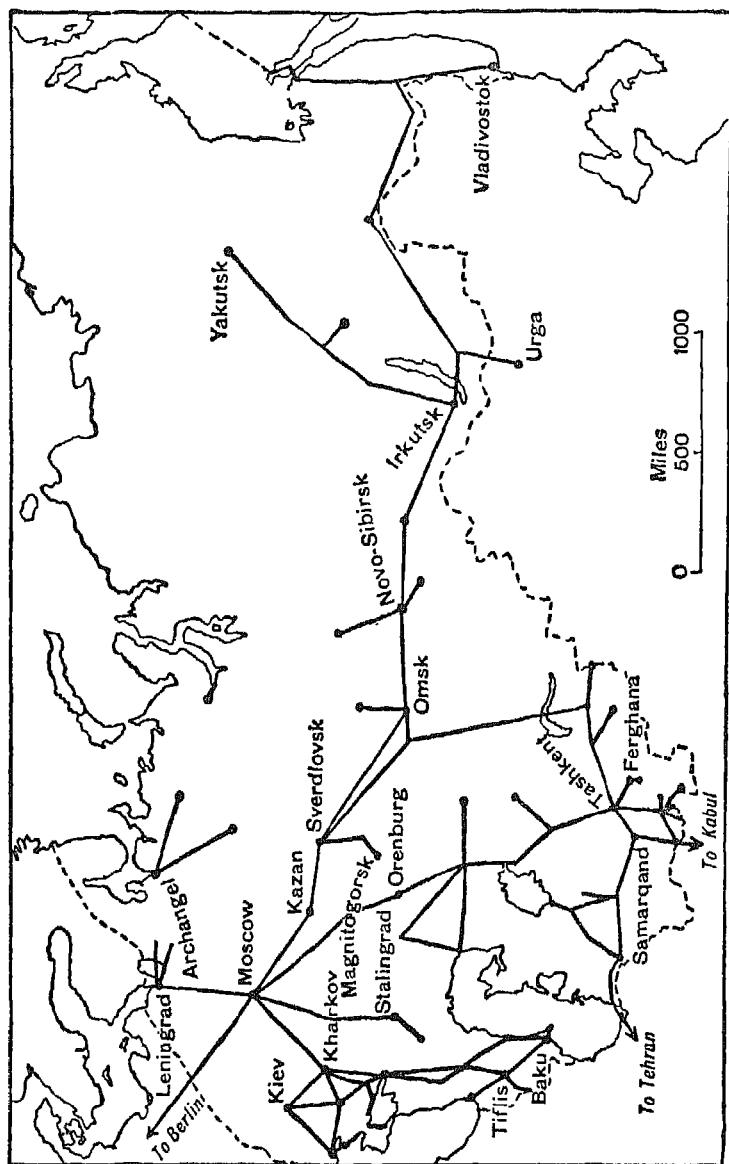 To Berlin
Leningrad
Archangel
Moscow
Kiev
Kharkov
Stalingrad
Magnitogorsk
Kazan
Sverdlovsk
Orenburg
Tiflis
Baku
To Tehran
Omsk
Novo-Sibirsk
Tashkent
Ferghana
Samarqand
To Kabul
Irkutsk
Yakutsk
Urga
Vladivostok
Miles
0 500 1000